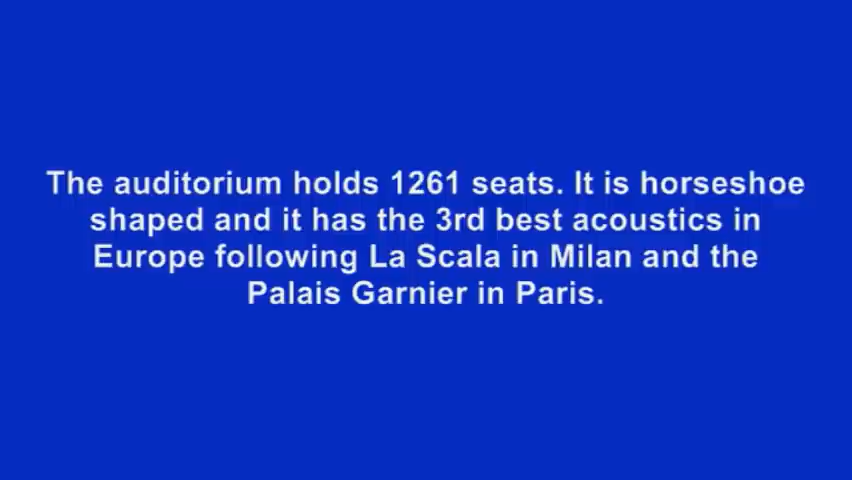 The auditorium holds 1261 seats. It is horseshoe
shaped and it has the 3rd best acoustics in
Europe following La Scala in Milan and the
Palais Garnier in Paris.